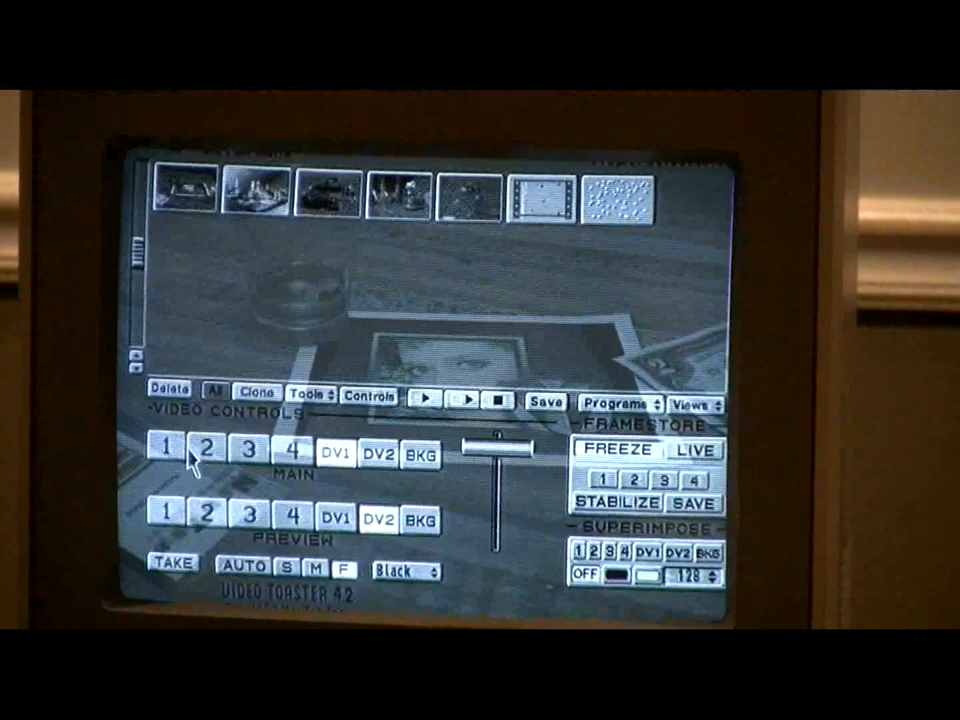 Delete All Clone Tools Controls Save Programs Views
VIDEO CONTROLS
FRAMESTORE
1 2 3 4 DV1 DV2 BKG
FREEZE LIVE
MAIN
1 2 3 4
STABILIZE SAVE
1 2 3 4 DV1 DV2 BKG
SUPERIMPOSE
PREVIEW
1 2 3 4 DV1 DV2 BKG
TAKE AUTO S M F Black
OFF 128
VIDEO TOASTER 4.2